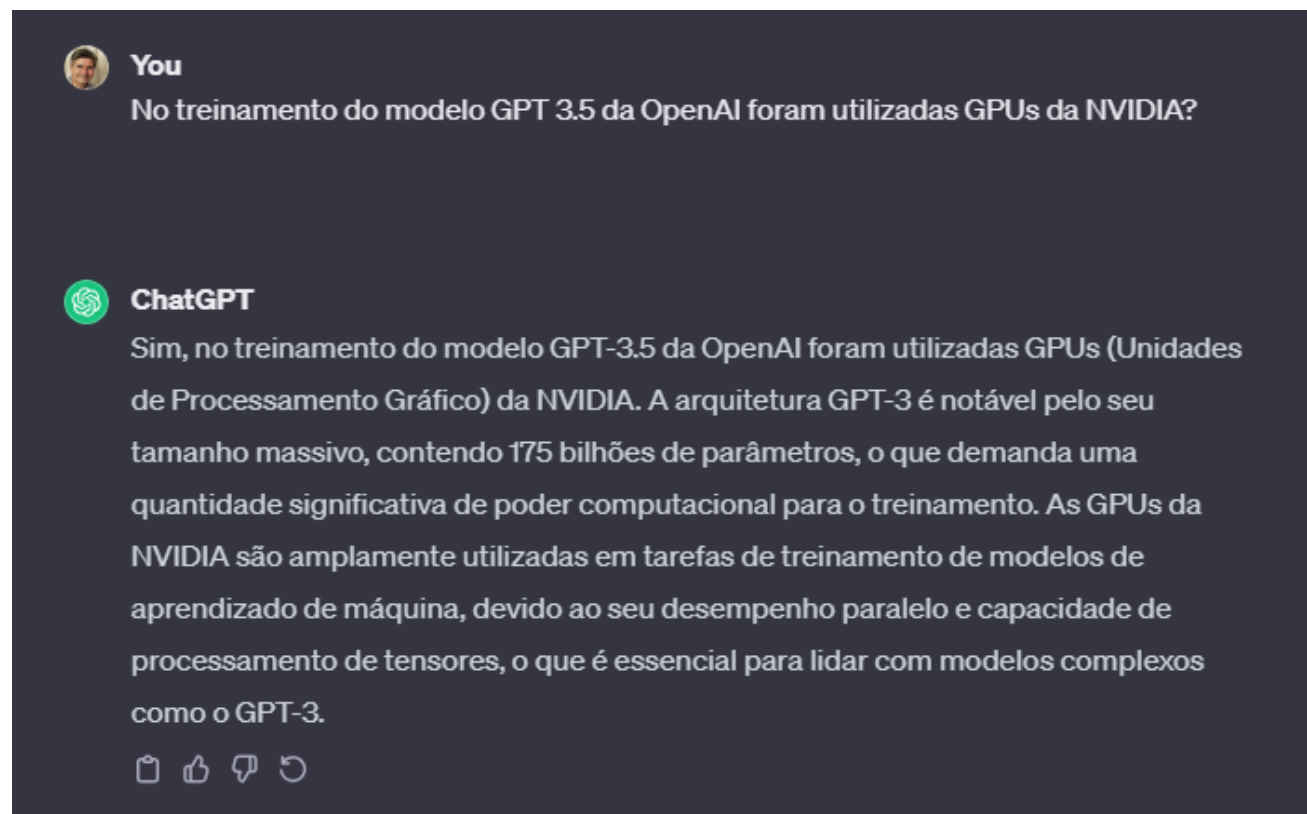 You
No treinamento do modelo GPT 3.5 da OpenAI foram utilizadas GPUs da NVIDIA?
ChatGPT
Sim, no treinamento do modelo GPT-3.5 da OpenAI foram utilizadas GPUs (Unidades
de Processamento Gráfico) da NVIDIA. A arquitetura GPT-3 é notável pelo seu
tamanho massivo, contendo 175 bilhões de parâmetros, o que demanda uma
quantidade significativa de poder computacional para o treinamento. As GPUs da
NVIDIA são amplamente utilizadas em tarefas de treinamento de modelos de
aprendizado de máquina, devido ao seu desempenho paralelo e capacidade de
processamento de tensores, o que é essencial para lidar com modelos complexos
como o GPT-3.